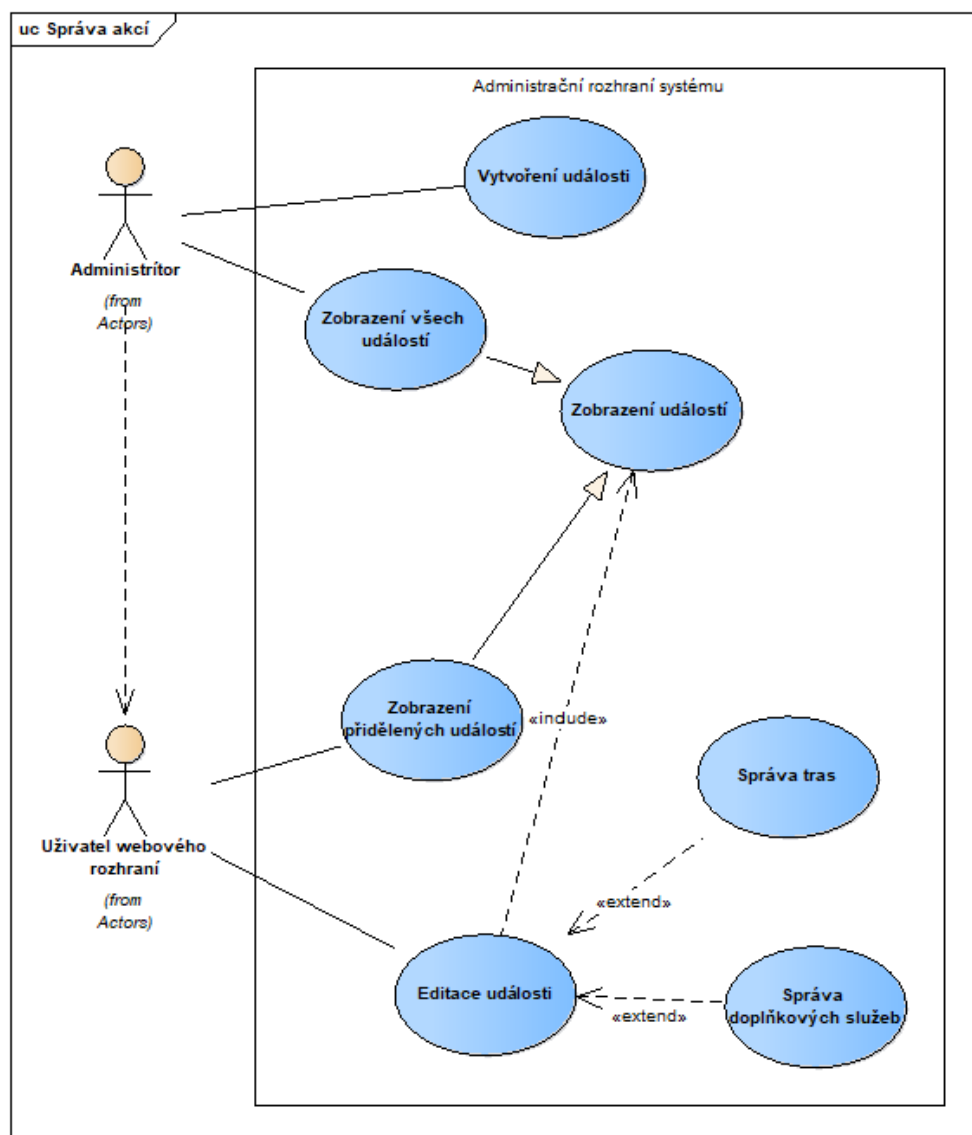 uc Správa akcí
Administrační rozhraní systému
Vytvoření události
Administrítor
(from
Actors)
Zobrazení všech
událostí
Zobrazení událostí
Zobrazení
přidělených událostí
«include»
Správa tras
Uživatel webového
rozhraní
(from
Actors)
«extend»
Editace události
«extend»
Správa
doplňkových služeb